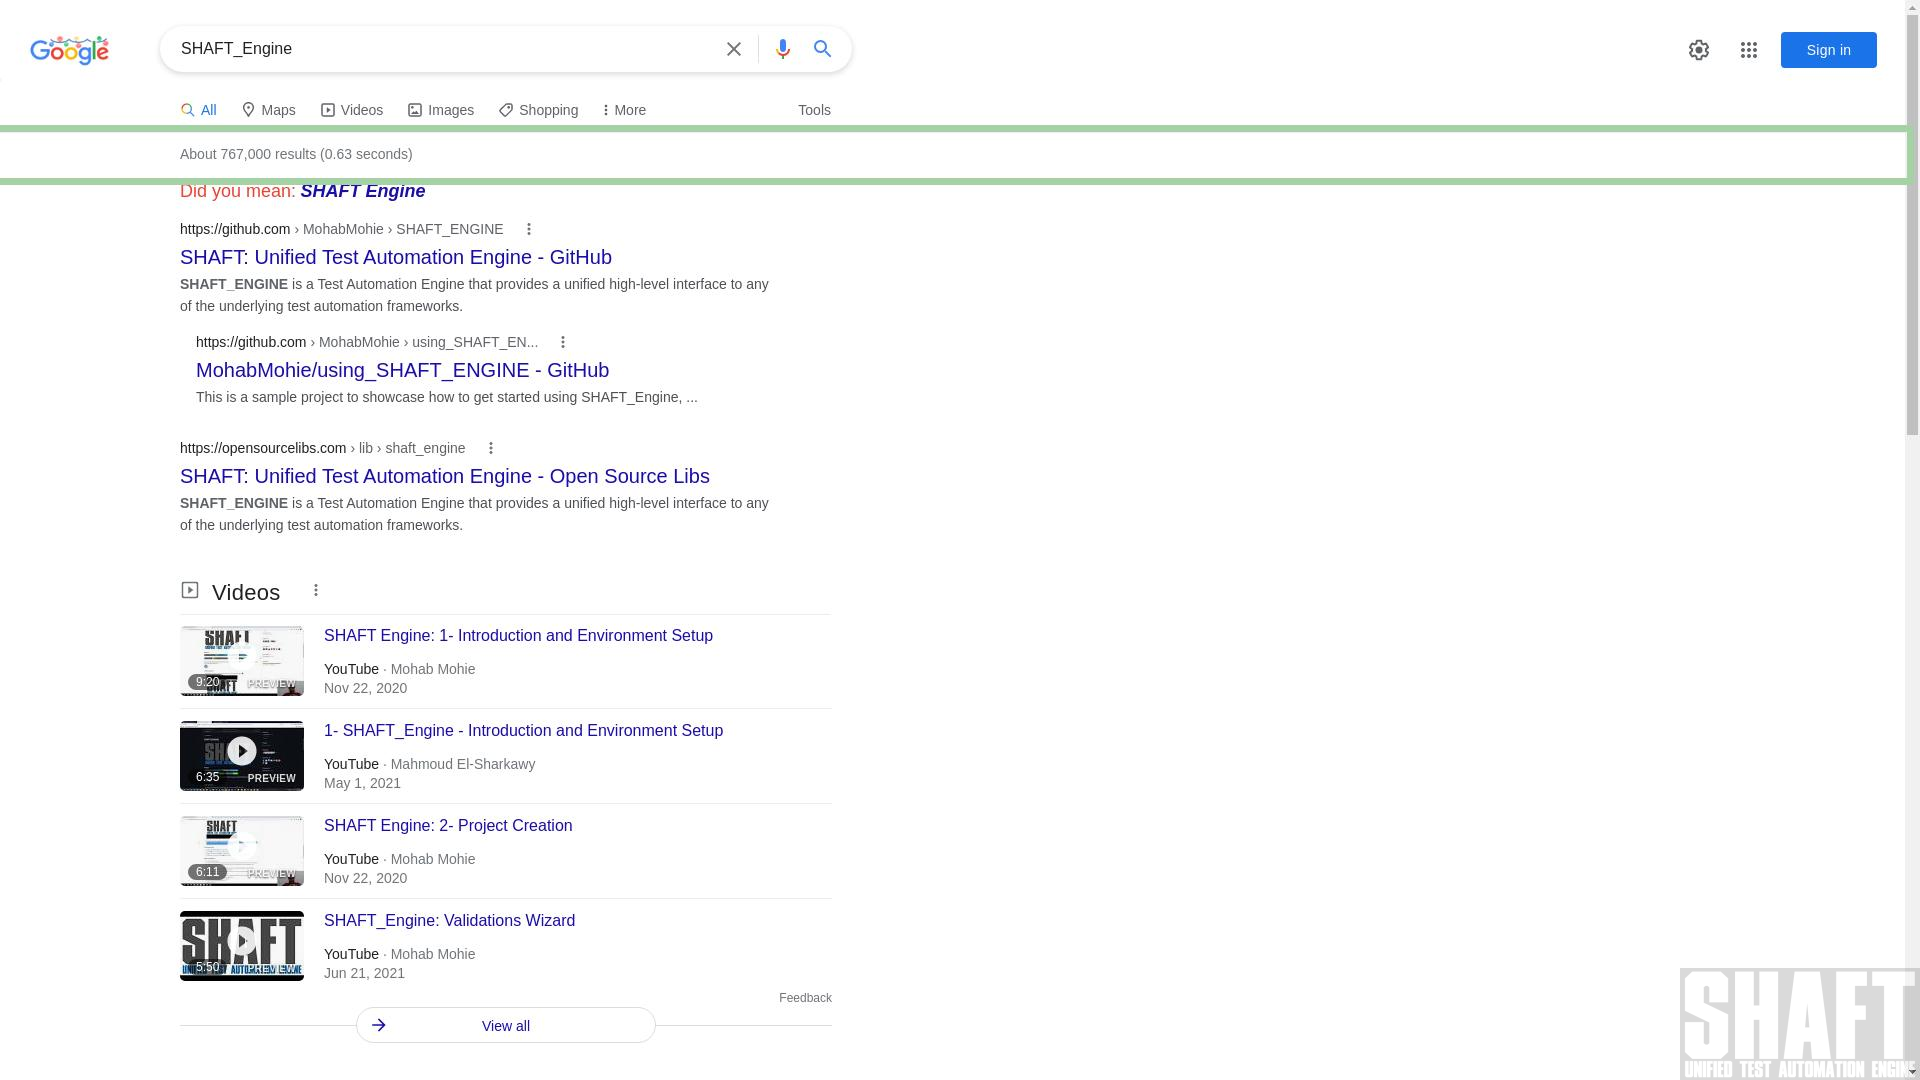 Google
SHAFT_Engine
Sign in
All
Maps
Videos
Images
Shopping
More
Tools
About 767,000 results (0.63 seconds)
Did you mean: SHAFT Engine
https://github.com › MohabMohie › SHAFT_ENGINE
SHAFT: Unified Test Automation Engine - GitHub
SHAFT_ENGINE is a Test Automation Engine that provides a unified high-level interface to any
of the underlying test automation frameworks.
https://github.com › MohabMohie › using_SHAFT_EN...
MohabMohie/using_SHAFT_ENGINE - GitHub
This is a sample project to showcase how to get started using SHAFT_Engine, ...
https://opensourcelibs.com › lib › shaft_engine
SHAFT: Unified Test Automation Engine - Open Source Libs
SHAFT_ENGINE is a Test Automation Engine that provides a unified high-level interface to any
of the underlying test automation frameworks.
Videos
SHAFT
9:20
PREVIEW
SHAFT Engine: 1- Introduction and Environment Setup
YouTube · Mohab Mohie
Nov 22, 2020
6:35
PREVIEW
1- SHAFT_Engine - Introduction and Environment Setup
YouTube · Mahmoud El-Sharkawy
May 1, 2021
SHAFT
6:11
PREVIEW
SHAFT Engine: 2- Project Creation
YouTube · Mohab Mohie
Nov 22, 2020
SHAFT
5:50
PREVIEW
SHAFT_Engine: Validations Wizard
YouTube · Mohab Mohie
Jun 21, 2021
Feedback
View all
SHAFT
UNIFIED TEST AUTOMATION ENGINE